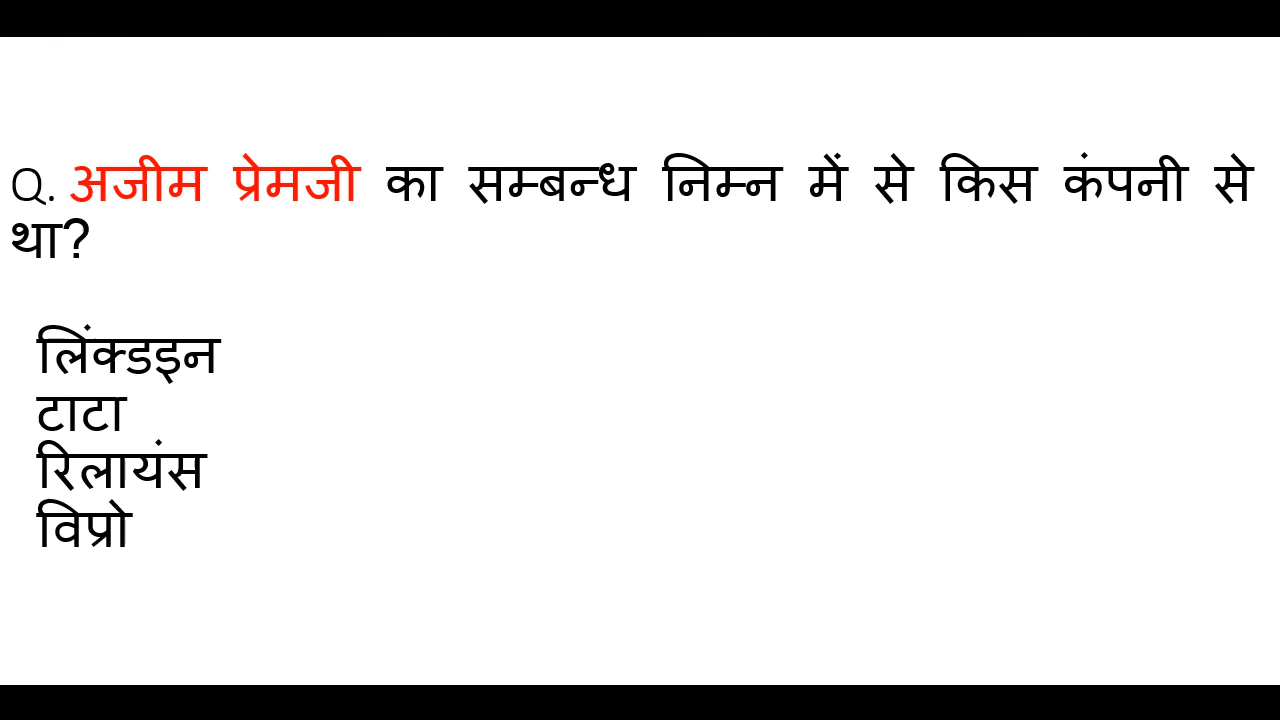 Q. अजीम प्रेमजी का सम्बन्ध निम्न में से किस कंपनी से
था?
लिंक्डइन
टाटा
रिलायंस
विप्रो